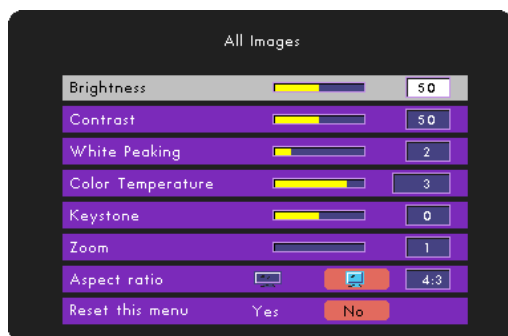 All Images
Brightness 50
Contrast 50
White Peaking 2
Color Temperature 3
Keystone 0
Zoom 1
Aspect ratio 4:3
Reset this menu Yes No